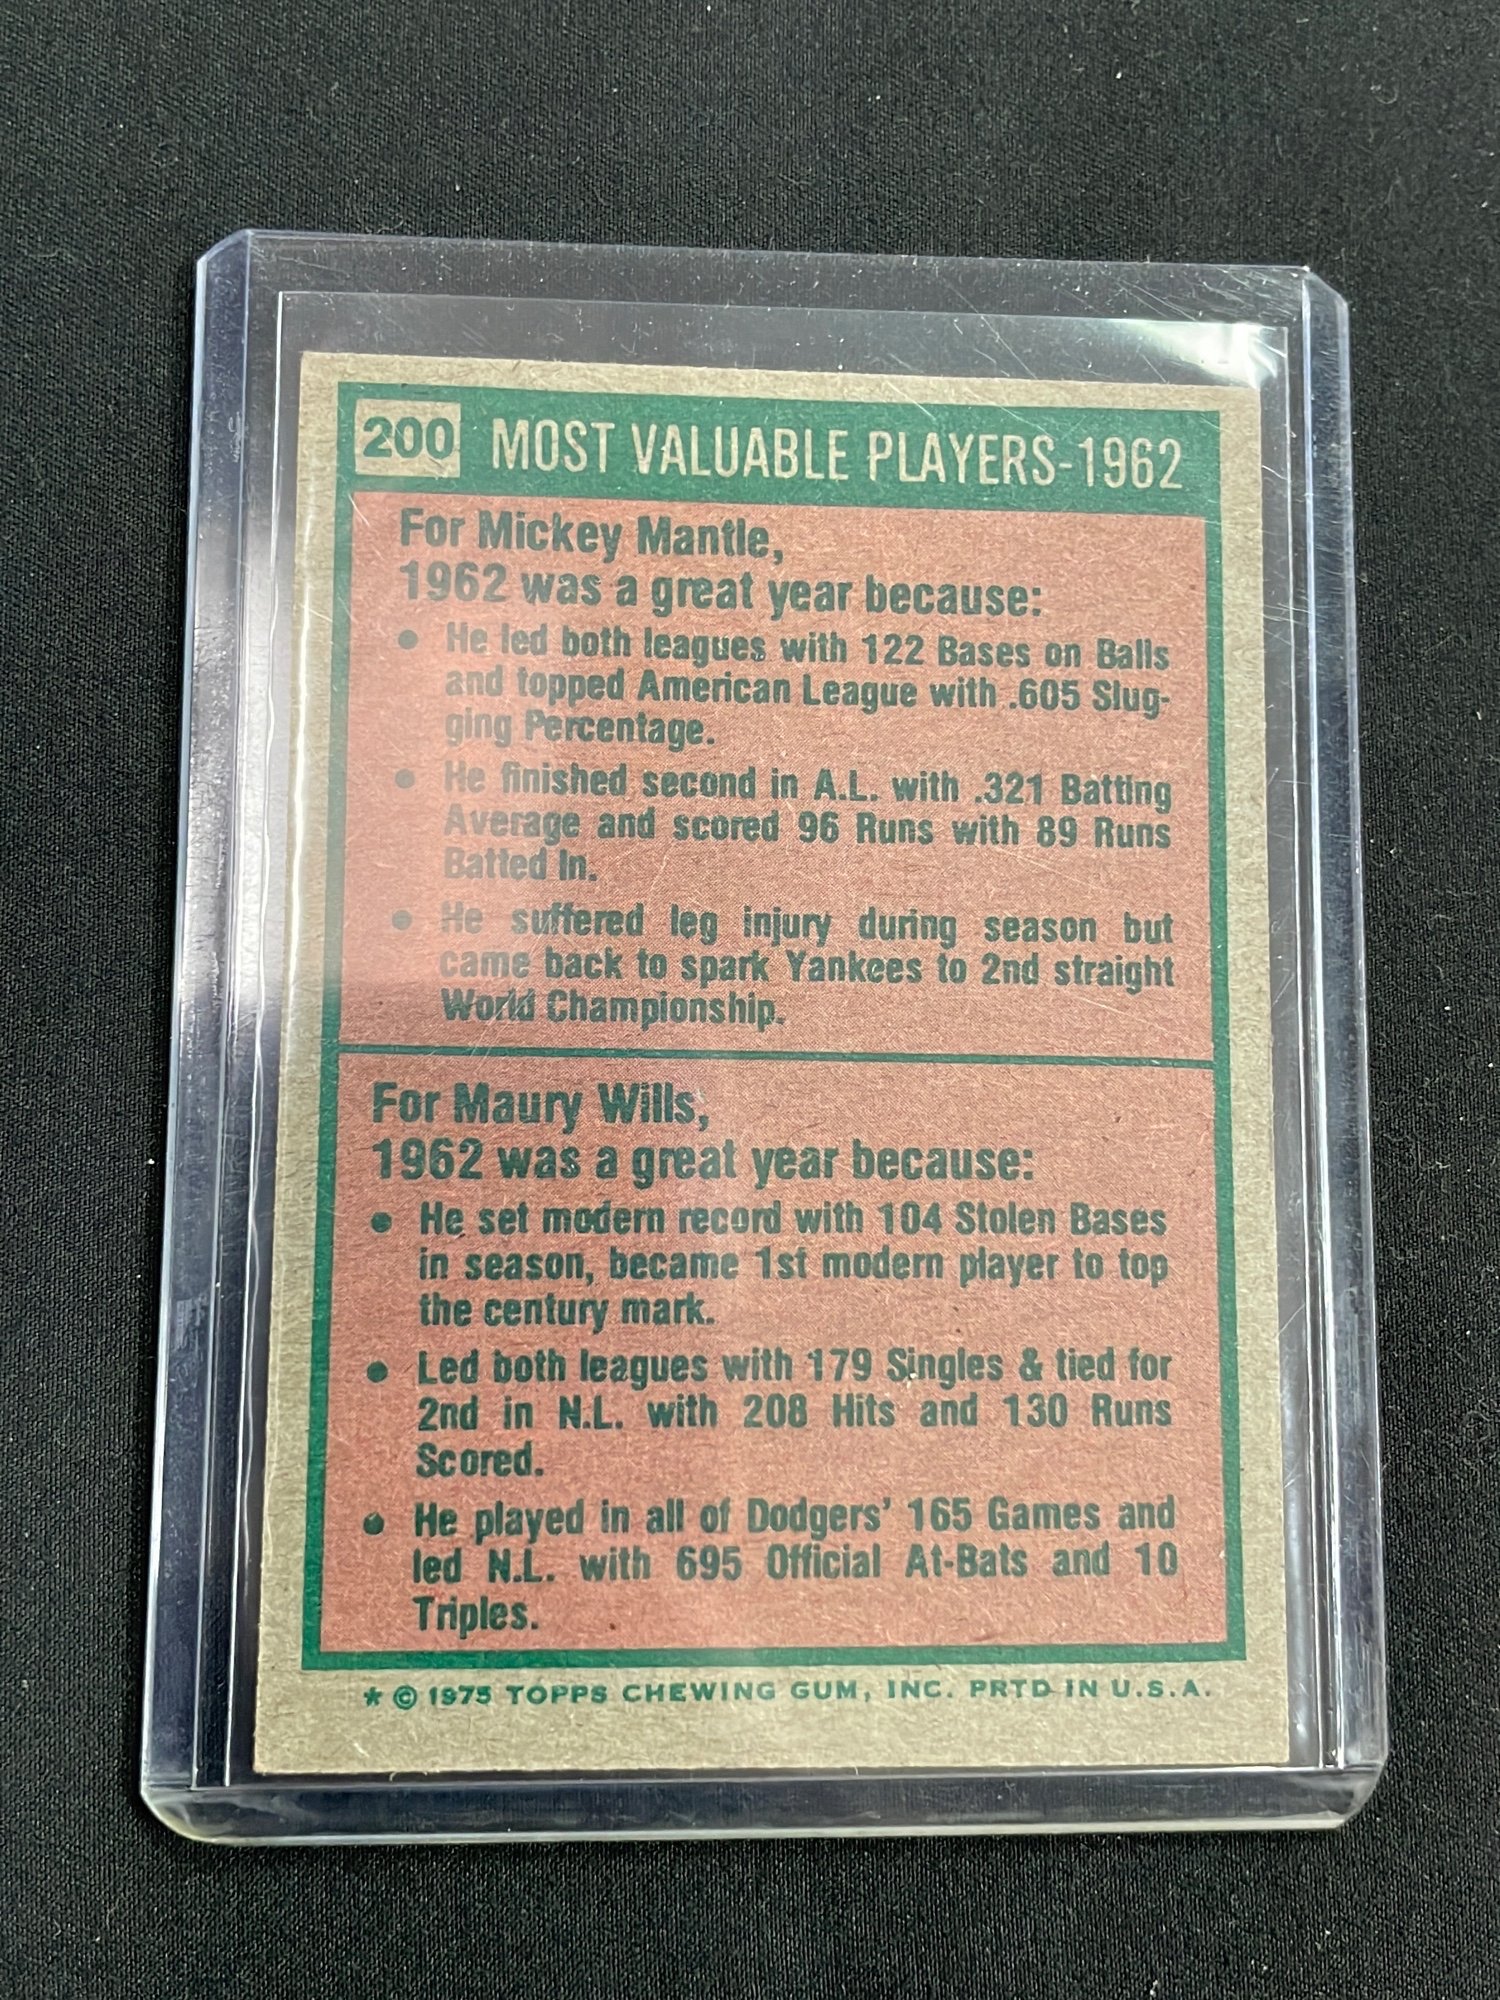 200 MOST VALUABLE PLAYERS-1962
For Mickey Mantle,
1962 was a great year because:
• He led both leagues with 122 Bases on Balls
and topped American League with .605 Slug-
ging Percentage.
• He finished second in A.L. with .321 Batting
Average and scored 96 Runs with 89 Runs
Batted In.
• He suffered leg injury during season but
came back to spark Yankees to 2nd straight
World Championship.
For Maury Wills,
1962 was a great year because:
• He set modern record with 104 Stolen Bases
in season, became 1st modern player to top
the century mark.
• Led both leagues with 179 Singles & tied for
2nd in N.L. with 208 Hits and 130 Runs
Scored.
• He played in all of Dodgers' 165 Games and
led N.L. with 695 Official At-Bats and 10
Triples.
* © 1975 TOPPS CHEWING GUM, INC. PRTD IN U.S.A.